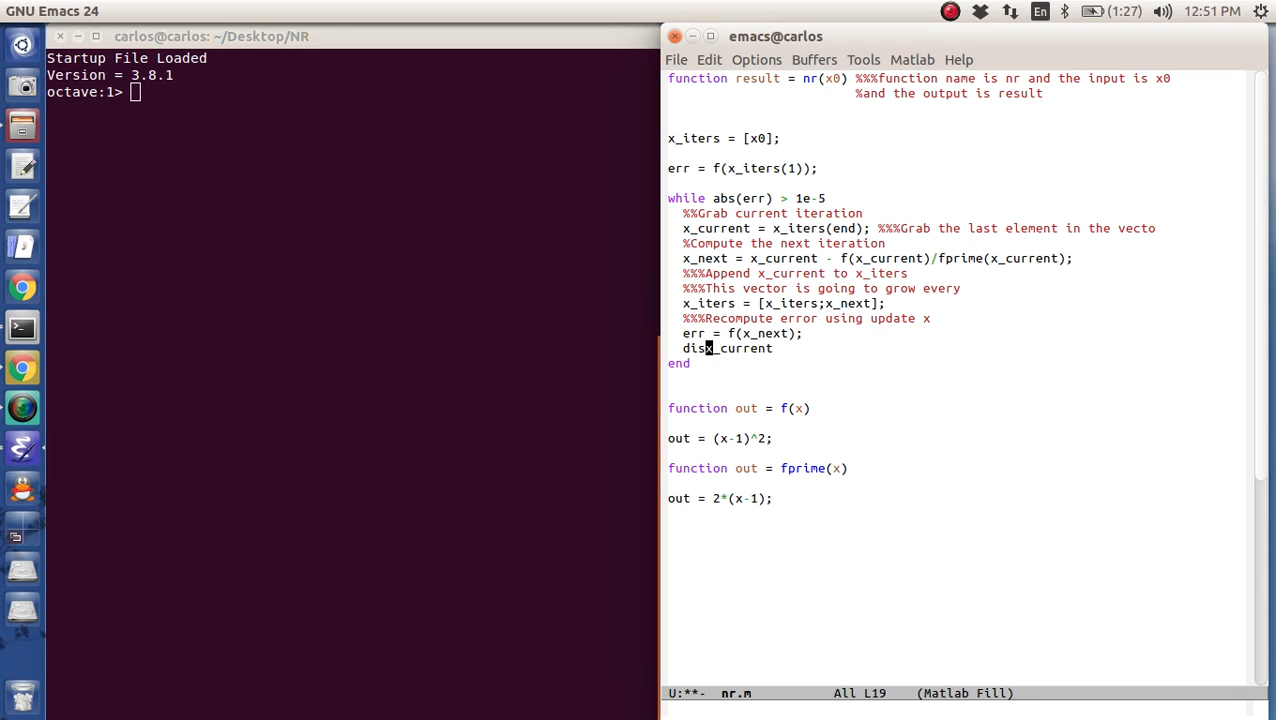 GNU Emacs 24
En
(1:27)
12:51 PM
carlos@carlos: ~/Desktop/NR
Startup File Loaded
Version = 3.8.1
octave:1>
emacs@carlos
File Edit Options Buffers Tools Matlab Help
function result = nr(x0) %%%function name is nr and the input is x0
%and the output is result
x_iters = [x0];
err = f(x_iters(1));
while abs(err) > 1e-5
%%Grab current iteration
x_current = x_iters(end); %%%Grab the last element in the vecto
%Compute the next iteration
x_next = x_current - f(x_current)/fprime(x_current);
%%%Append x_current to x_iters
%%%This vector is going to grow every
x_iters = [x_iters;x_next];
%%%Recompute error using update x
err = f(x_next);
disx_current
end
function out = f(x)
out = (x-1)^2;
function out = fprime(x)
out = 2*(x-1);
U:**- nr.m All L19 (Matlab Fill)